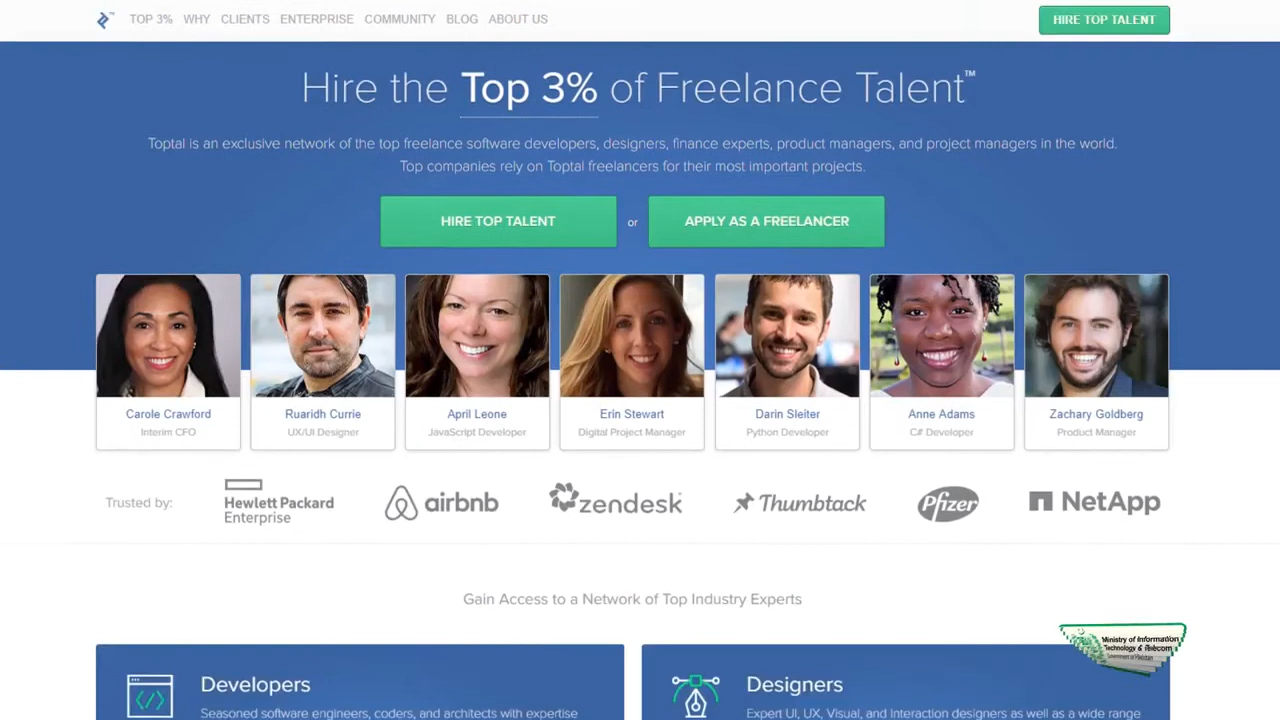 TOP 3% WHY CLIENTS ENTERPRISE COMMUNITY BLOG ABOUT US HIRE TOP TALENT
Hire the Top 3% of Freelance Talent™
Toptal is an exclusive network of the top freelance software developers, designers, finance experts, product managers, and project managers in the world.
Top companies rely on Toptal freelancers for their most important projects.
HIRE TOP TALENT or APPLY AS A FREELANCER
Carole Crawford Ruaridh Currie April Leone Erin Stewart Darin Sleiter Anne Adams Zachary Goldberg
Interim CFO UX/UI Designer JavaScript Developer Digital Project Manager Python Developer C# Developer Product Manager
Trusted by: Hewlett Packard Enterprise airbnb zendesk Thumbtack Pfizer NetApp
Gain Access to a Network of Top Industry Experts
Ministry of Information
Technology & Telecom
Government of Pakistan
Developers Designers
Seasoned software engineers, coders, and architects with expertise Expert UI, UX, Visual, and Interaction designers as well as a wide range